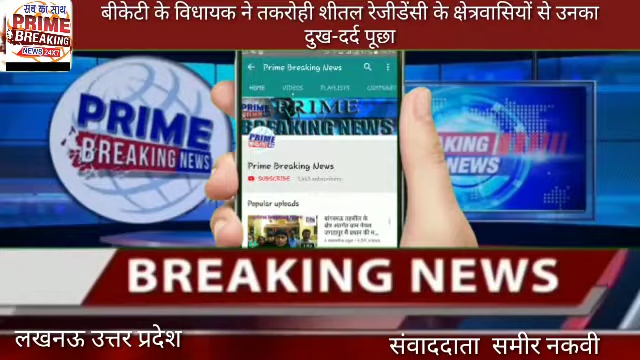 सच का साथ
PRIME
BREAKING
NEWS 24X7
बीकेटी के विधायक ने तकरोही शीतल रेजीडेंसी के क्षेत्रवासियों से उनका
दुख-दर्द पूछा
Prime Breaking News
HOME VIDEOS PLAYLISTS
PRIME
BREAKING NEWS
Prime Breaking News
SUBSCRIBE
Popular uploads
PRIME
BREAKING NEWS
KING
NEWS
BREAKING NEWS
लखनऊ उत्तर प्रदेश
संवाददाता समीर नकवी